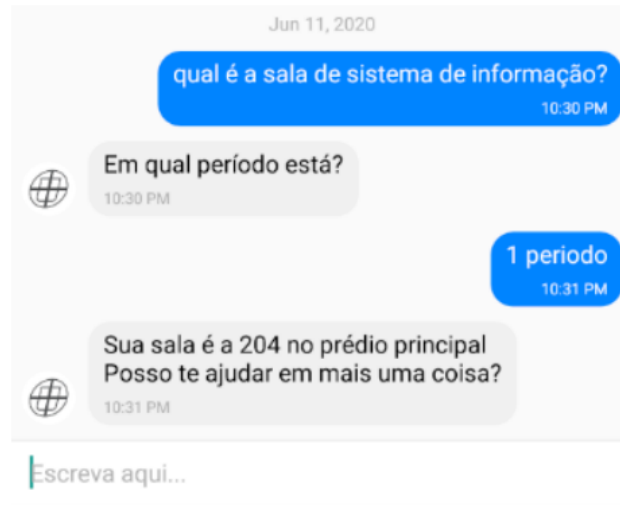 Jun 11, 2020
qual é a sala de sistema de informação?
10:30 PM
Em qual período está?
10:30 PM
1 periodo
10:31 PM
Sua sala é a 204 no prédio principal
Posso te ajudar em mais uma coisa?
10:31 PM
Escreva aqui...